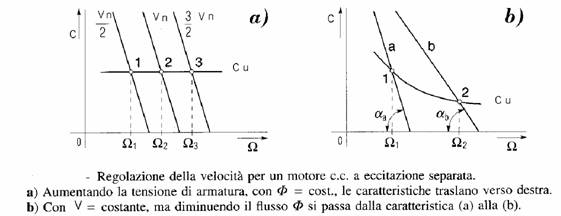 Vn/2 Vn 3/2 Vn a)
C
1 2 3 Cu
0 Ω1 Ω2 Ω3 Ω
b)
C
a b
1
2
Cu
αa αb
0 Ω1 Ω2 Ω
- Regolazione della velocità per un motore c.c. a eccitazione separata.
a) Aumentando la tensione di armatura, con Φ = cost., le caratteristiche traslano verso destra.
b) Con V = costante, ma diminuendo il flusso Φ si passa dalla caratteristica (a) alla (b).